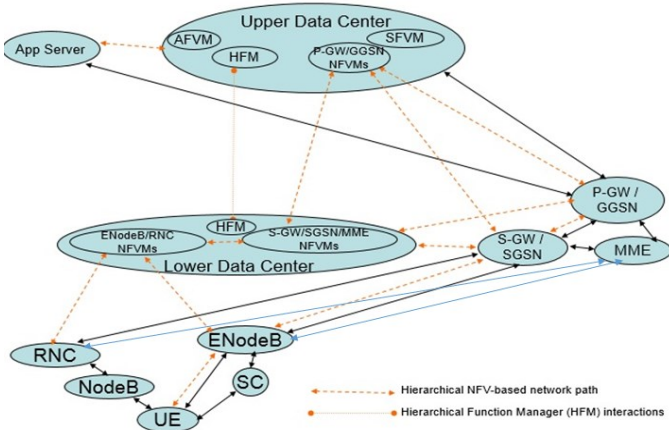 Upper Data Center
App Server
AFVM
SFVM
HFM
P-GW/GGSN
NFVMs
P-GW /
GGSN
HFM
ENodeB/RNC
NFVMs
S-GW/SGSN/MME
NFVMs
S-GW /
SGSN
MME
Lower Data Center
ENodeB
RNC
SC
NodeB
UE
Hierarchical NFV-based network path
Hierarchical Function Manager (HFM) interactions